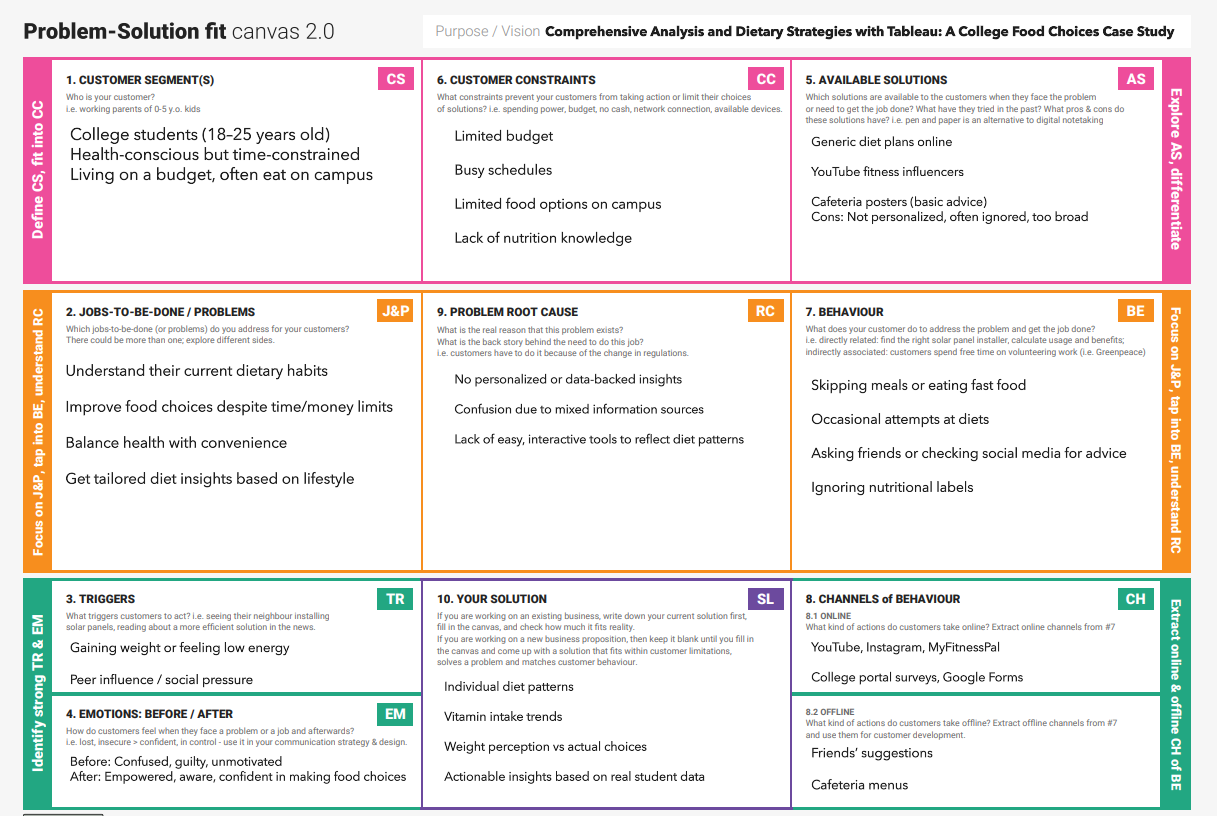 Problem-Solution fit canvas 2.0
Purpose / Vision Comprehensive Analysis and Dietary Strategies with Tableau: A College Food Choices Case Study
Define CS, fit into CC
1. CUSTOMER SEGMENT(S)
CS
Who is your customer?
i.e. working parents of 0-5 y.o. kids
College students (18–25 years old)
Health-conscious but time-constrained
Living on a budget, often eat on campus
6. CUSTOMER CONSTRAINTS
CC
What constraints prevent your customers from taking action or limit their choices
of solutions? i.e. spending power, budget, no cash, network connection, available devices.
Limited budget
Busy schedules
Limited food options on campus
Lack of nutrition knowledge
5. AVAILABLE SOLUTIONS
AS
Which solutions are available to the customers when they face the problem
or need to get the job done? What have they tried in the past? What pros & cons do
these solutions have? i.e. pen and paper is an alternative to digital notetaking
Generic diet plans online
YouTube fitness influencers
Cafeteria posters (basic advice)
Cons: Not personalized, often ignored, too broad
Explore AS, differentiate
Focus on J&P, tap into BE, understand RC
2. JOBS-TO-BE-DONE / PROBLEMS
J&P
Which jobs-to-be-done (or problems) do you address for your customers?
There could be more than one; explore different sides.
Understand their current dietary habits
Improve food choices despite time/money limits
Balance health with convenience
Get tailored diet insights based on lifestyle
9. PROBLEM ROOT CAUSE
RC
What is the real reason that this problem exists?
What is the back story behind the need to do this job?
i.e. customers have to do it because of the change in regulations.
No personalized or data-backed insights
Confusion due to mixed information sources
Lack of easy, interactive tools to reflect diet patterns
7. BEHAVIOUR
BE
What does your customer do to address the problem and get the job done?
i.e. directly related: find the right solar panel installer, calculate usage and benefits;
indirectly associated: customers spend free time on volunteering work (i.e. Greenpeace)
Skipping meals or eating fast food
Occasional attempts at diets
Asking friends or checking social media for advice
Ignoring nutritional labels
Focus on J&P, tap into BE, understand RC
Identify strong TR & EM
3. TRIGGERS
TR
What triggers customers to act? i.e. seeing their neighbour installing
solar panels, reading about a more efficient solution in the news.
Gaining weight or feeling low energy
Peer influence / social pressure
4. EMOTIONS: BEFORE / AFTER
EM
How do customers feel when they face a problem or a job and afterwards?
i.e. lost, insecure > confident, in control - use it in your communication strategy & design.
Before: Confused, guilty, unmotivated
After: Empowered, aware, confident in making food choices
10. YOUR SOLUTION
SL
If you are working on an existing business, write down your current solution first,
fill in the canvas, and check how much it fits reality.
If you are working on a new business proposition, then keep it blank until you fill in
the canvas and come up with a solution that fits within customer limitations,
solves a problem and matches customer behaviour.
Individual diet patterns
Vitamin intake trends
Weight perception vs actual choices
Actionable insights based on real student data
8. CHANNELS of BEHAVIOUR
CH
8.1 ONLINE
What kind of actions do customers take online? Extract online channels from #7
YouTube, Instagram, MyFitnessPal
College portal surveys, Google Forms
8.2 OFFLINE
What kind of actions do customers take offline? Extract offline channels from #7
and use them for customer development.
Friends’ suggestions
Cafeteria menus
Extract online & offline CH of BE